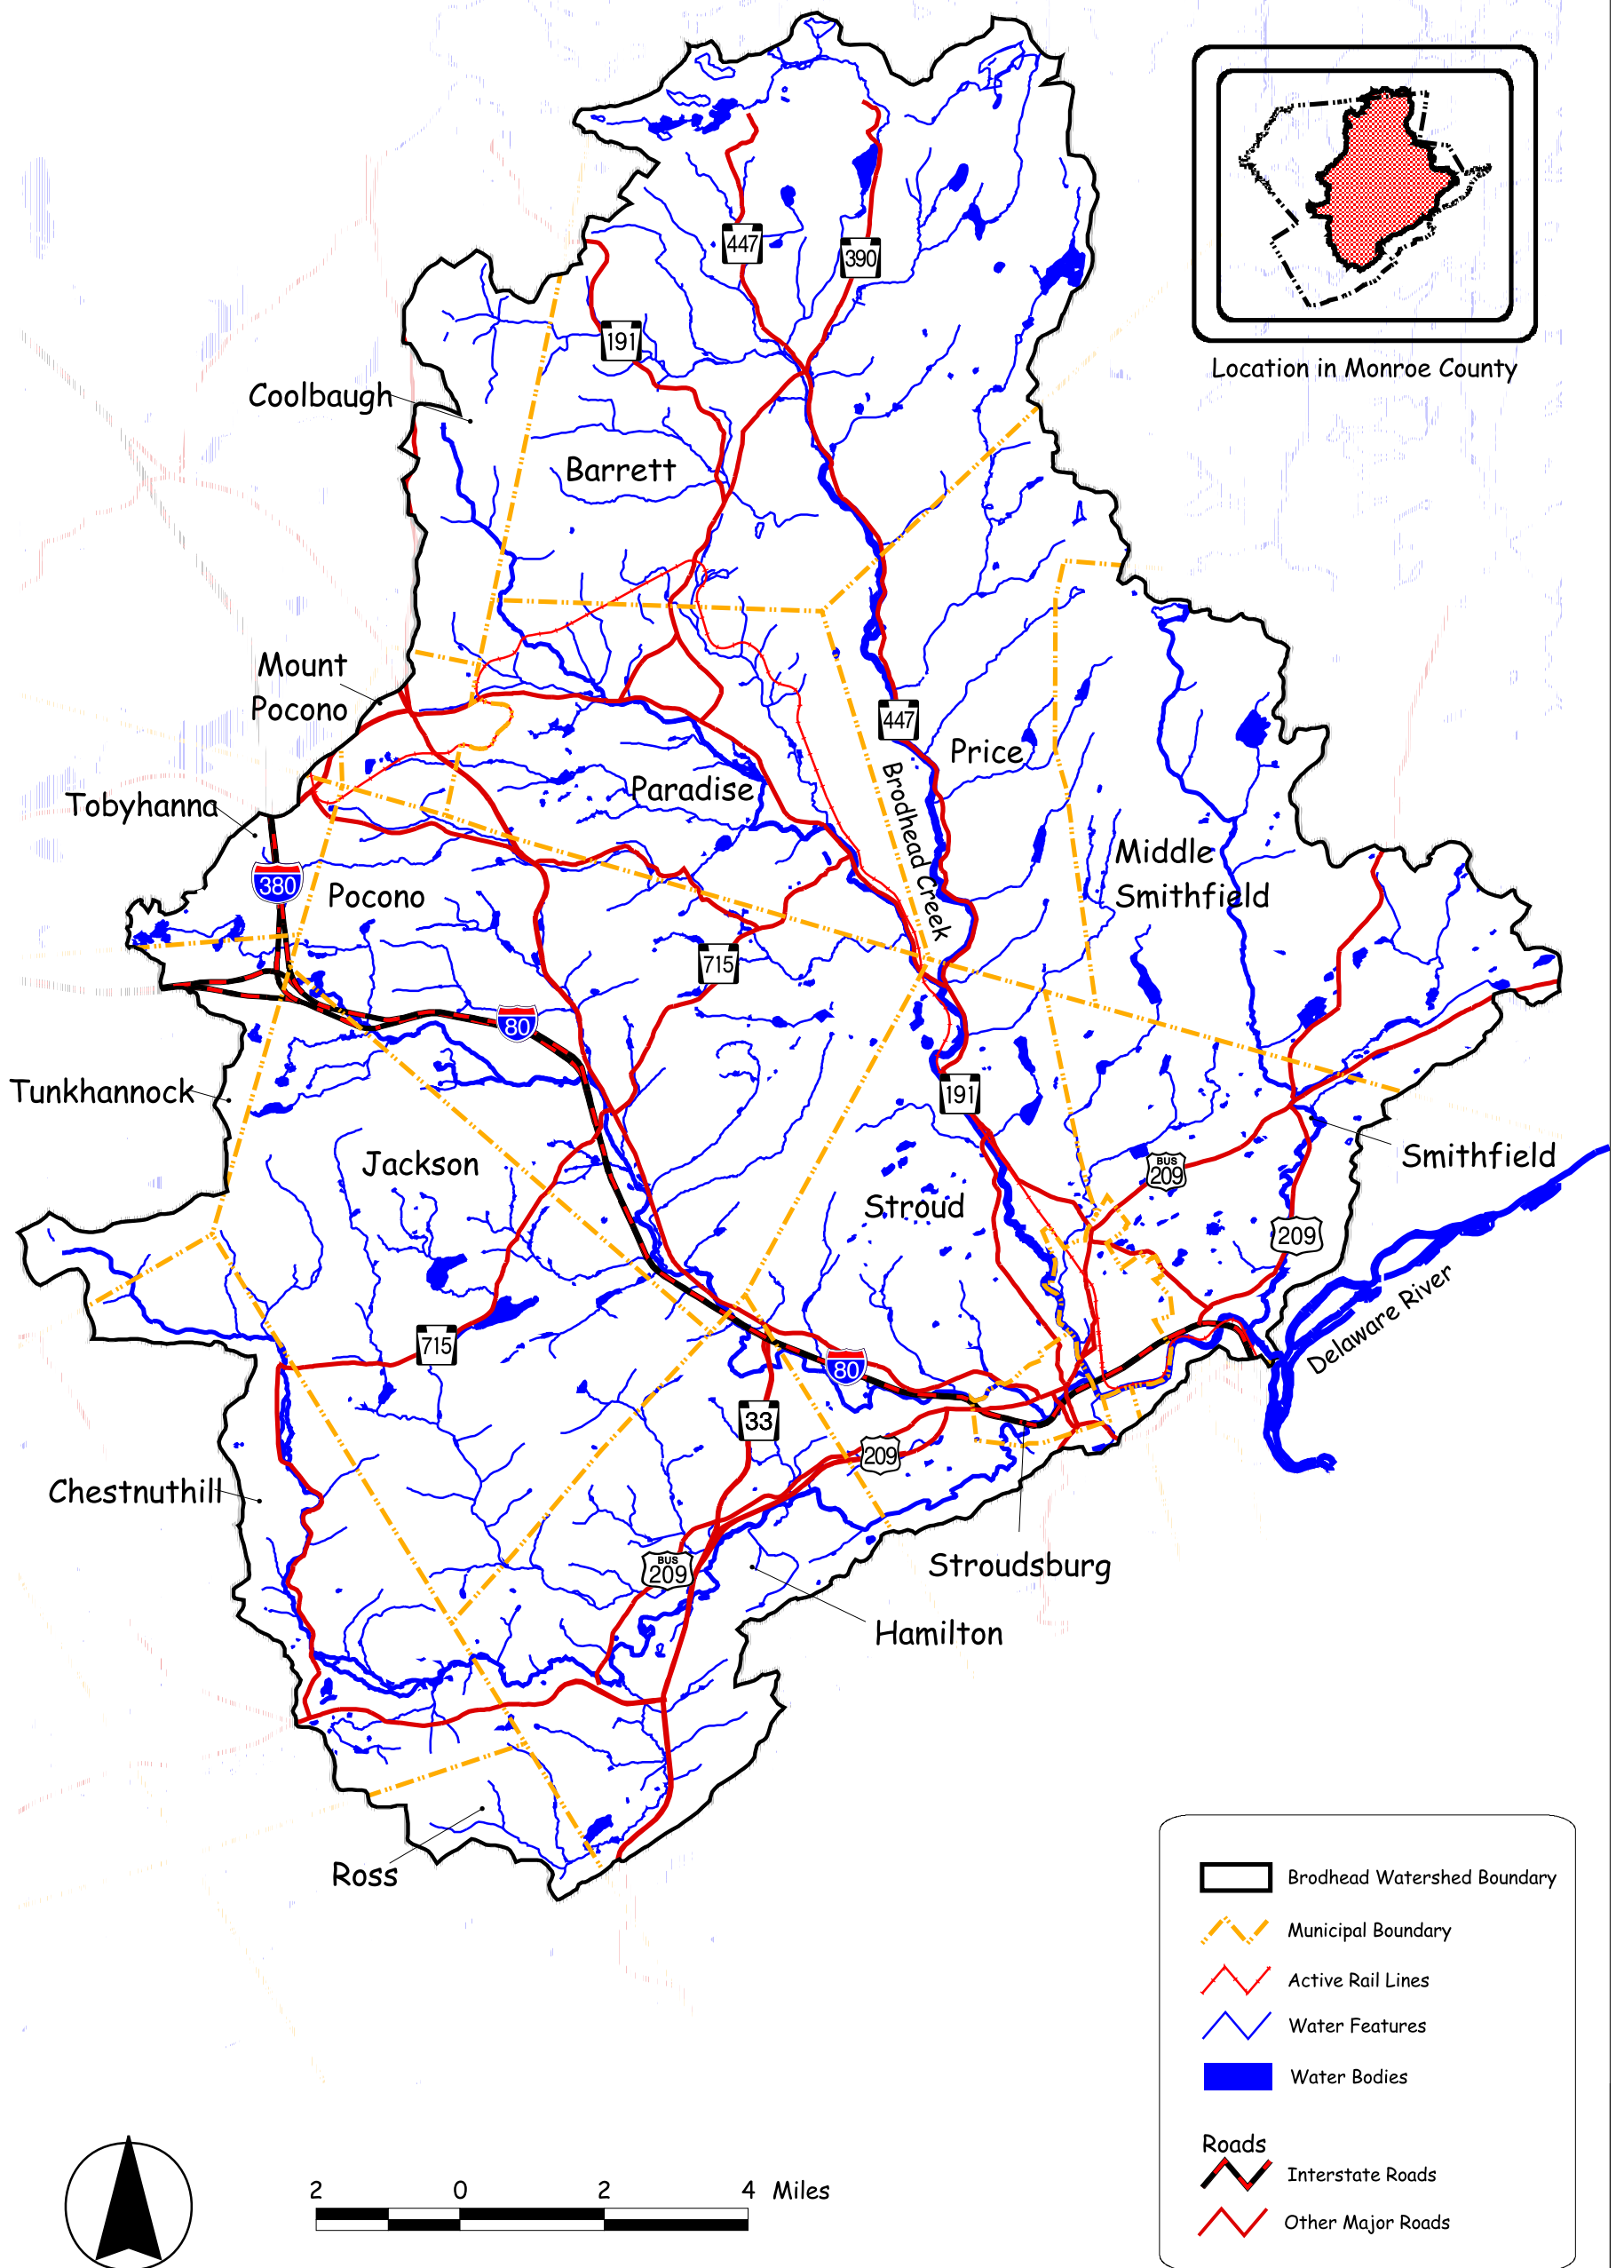 Location in Monroe County
447
390
191
Coolbaugh
Barrett
Mount
Pocono
447
Price
Brodhead Creek
Paradise
Tobyhanna
Middle
Smithfield
380
Pocono
715
80
Tunkhannock
191
Jackson
Smithfield
BUS
209
Stroud
209
Delaware River
715
80
33
209
Chestnuthill
Stroudsburg
BUS
209
Hamilton
Ross
Brodhead Watershed Boundary
Municipal Boundary
Active Rail Lines
Water Features
Water Bodies
Roads
Interstate Roads
Other Major Roads
2 0 2 4 Miles